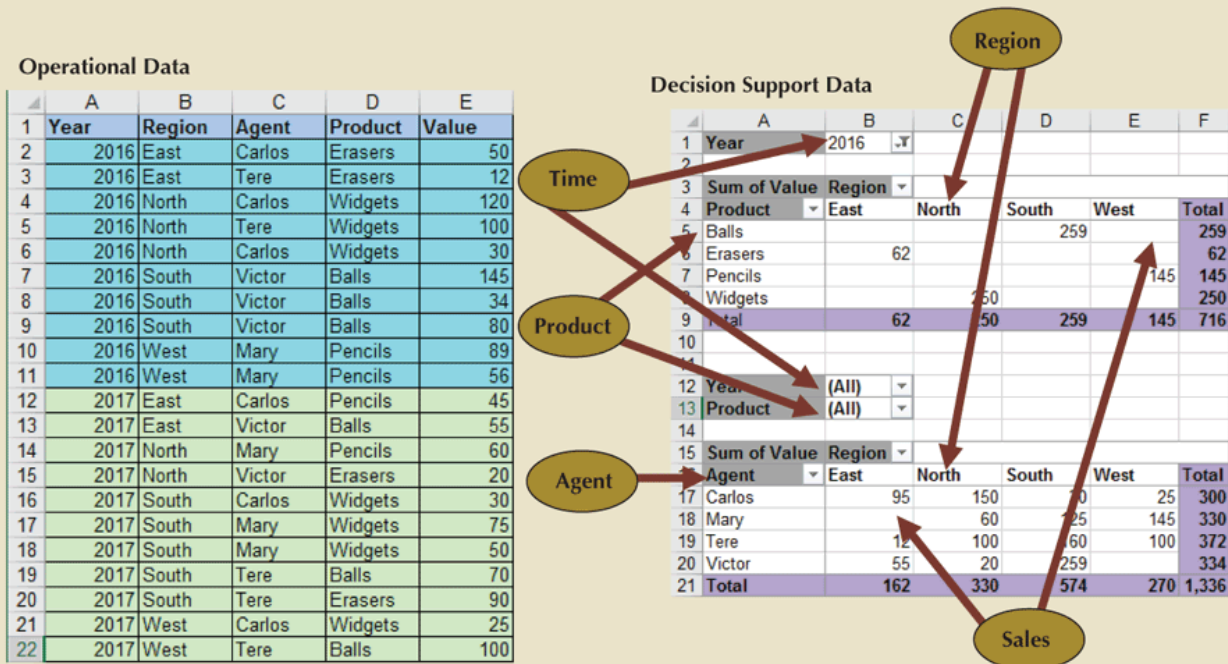 Operational Data
A B C D E
1 Year Region Agent Product Value
2 2016 East Carlos Erasers 50
3 2016 East Tere Erasers 12
4 2016 North Carlos Widgets 120
5 2016 North Tere Widgets 100
6 2016 North Carlos Widgets 30
7 2016 South Victor Balls 145
8 2016 South Victor Balls 34
9 2016 South Victor Balls 80
10 2016 West Mary Pencils 89
11 2016 West Mary Pencils 56
12 2017 East Carlos Pencils 45
13 2017 East Victor Balls 55
14 2017 North Mary Pencils 60
15 2017 North Victor Erasers 20
16 2017 South Carlos Widgets 30
17 2017 South Mary Widgets 75
18 2017 South Mary Widgets 50
19 2017 South Tere Balls 70
20 2017 South Tere Erasers 90
21 2017 West Carlos Widgets 25
22 2017 West Tere Balls 100
Time
Product
Agent
Region
Decision Support Data
A B C D E F
1 Year 2016
2
3 Sum of Value Region
4 Product East North South West Total
5 Balls 259 259
6 Erasers 62 62
7 Pencils 145 145
Widgets 250 250
9 Total 62 250 259 145 716
10
12 Year (All)
13 Product (All)
14
15 Sum of Value Region
Agent East North South West Total
17 Carlos 95 150 30 25 300
18 Mary 60 125 145 330
19 Tere 12 100 160 100 372
20 Victor 55 20 259 334
21 Total 162 330 574 270 1,336
Sales